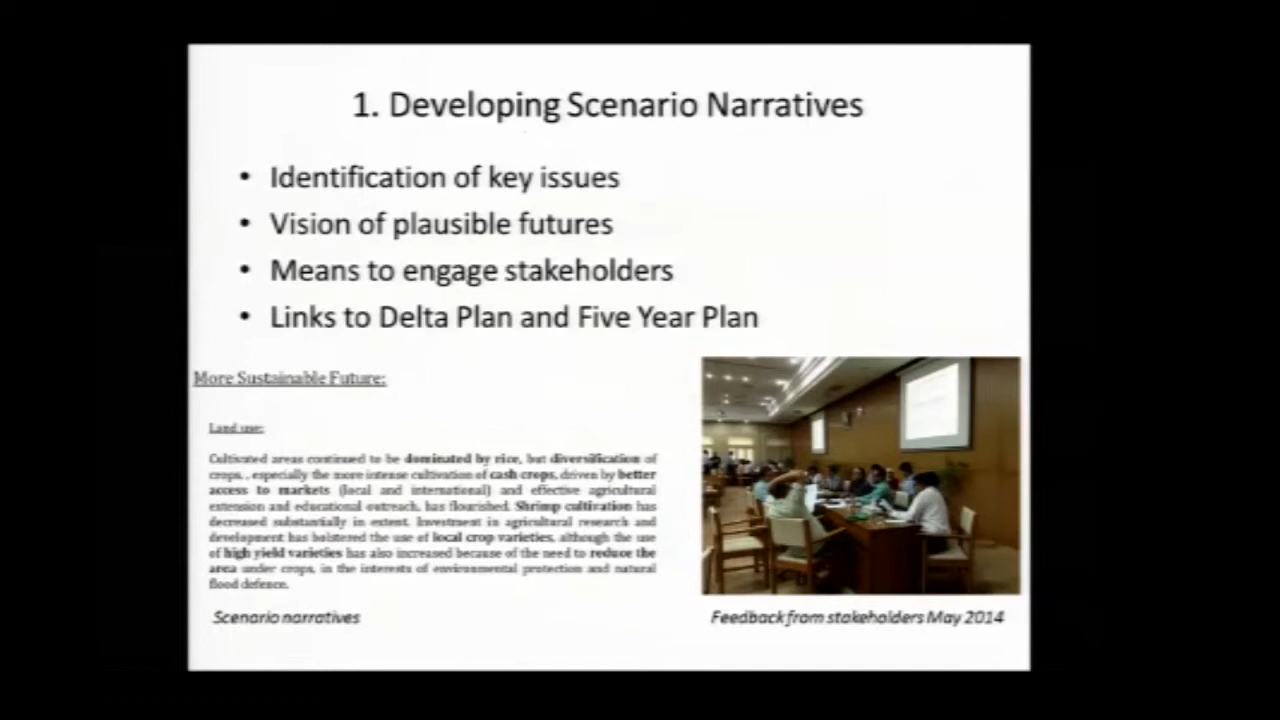 1. Developing Scenario Narratives
• Identification of key issues
• Vision of plausible futures
• Means to engage stakeholders
• Links to Delta Plan and Five Year Plan
More Sustainable Future:
Land use:
Cultivated areas continued to be dominated by rice, but diversification of
crops, , especially the more intense cultivation of cash crops, driven by better
access to markets (local and international) and effective agricultural
extension and educational outreach, has flourished. Shrimp cultivation has
decreased substantially in extent. Investment in agricultural research and
development has bolstered the use of local crop varieties, although the use
of high yield varieties has also increased because of the need to reduce the
area under crops, in the interests of environmental protection and natural
flood defence.
Scenario narratives
Feedback from stakeholders May 2014